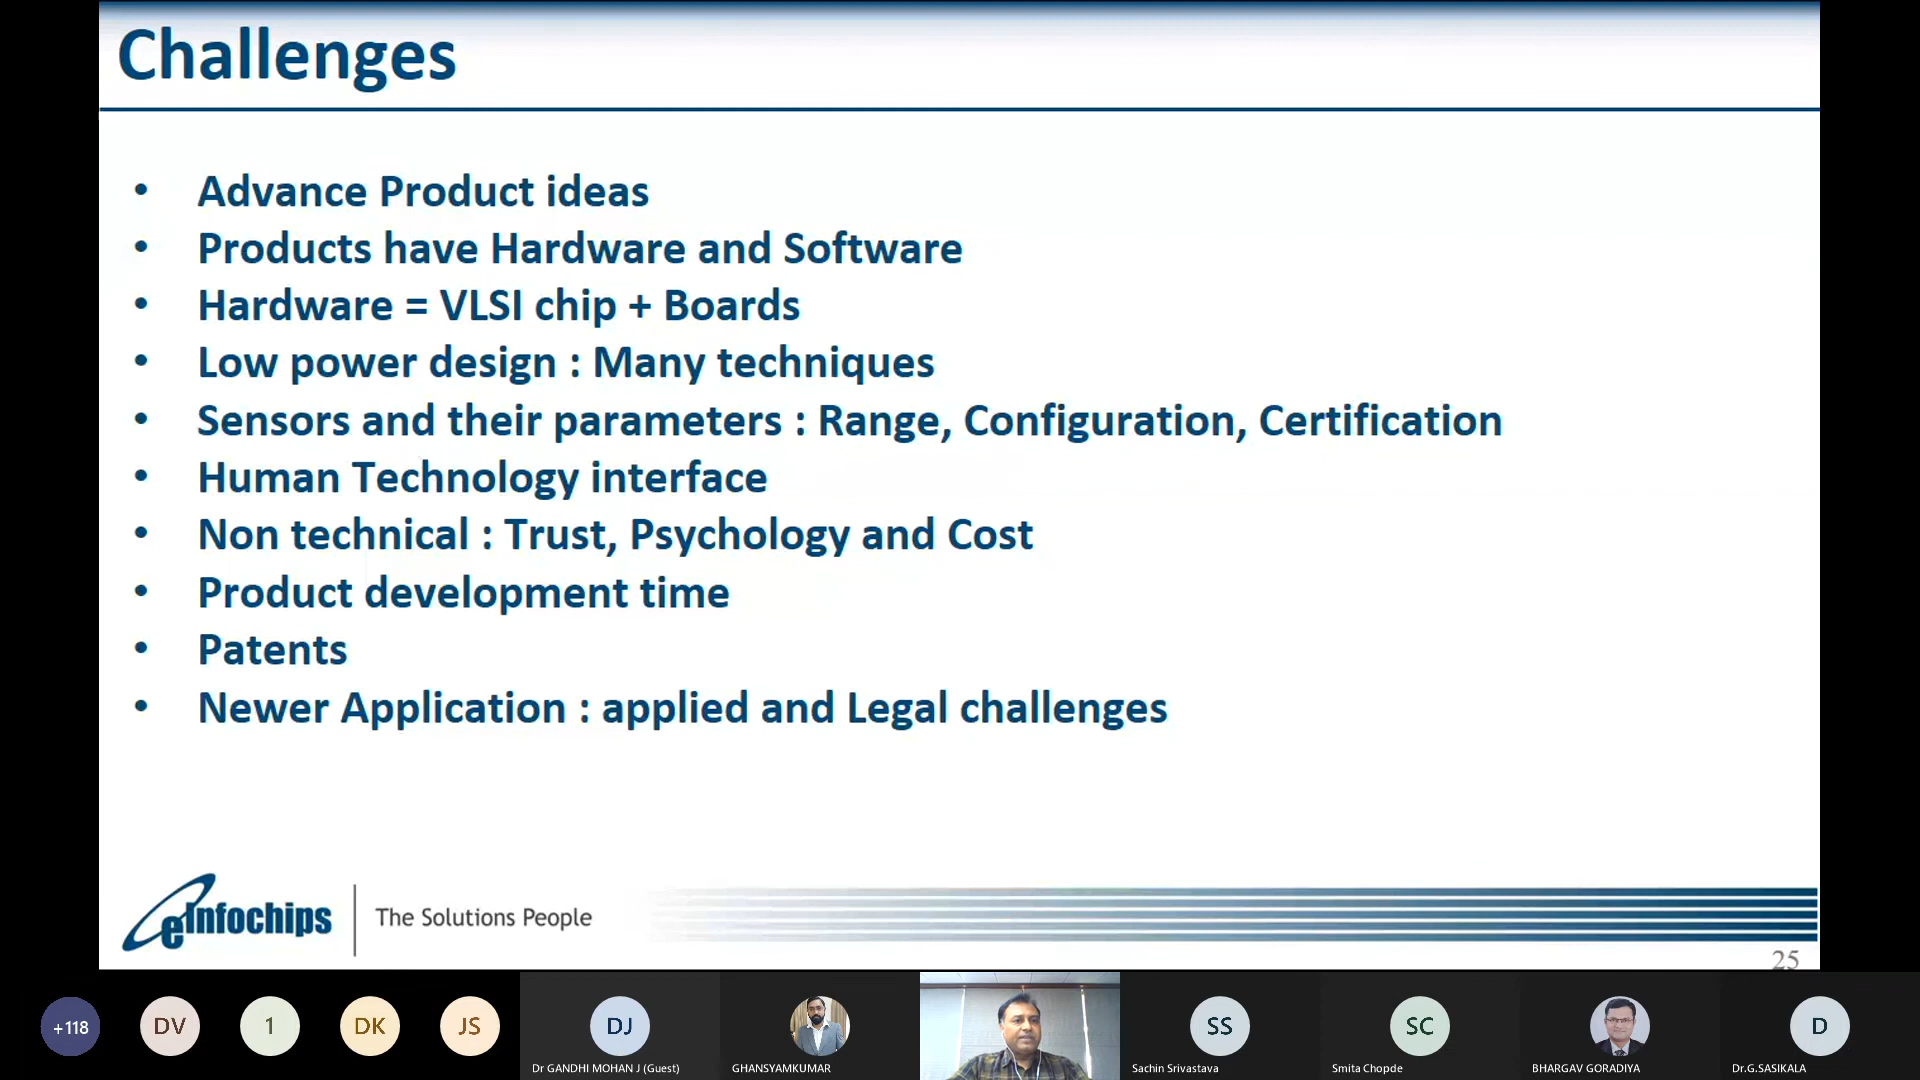 Challenges
• Advance Product ideas
• Products have Hardware and Software
• Hardware = VLSI chip + Boards
• Low power design : Many techniques
• Sensors and their parameters : Range, Configuration, Certification
• Human Technology interface
• Non technical : Trust, Psychology and Cost
• Product development time
• Patents
• Newer Application : applied and Legal challenges
eInfochips
The Solutions People
25
+118
DV
1
DK
JS
DJ
SS
SC
D
Dr GANDHI MOHAN J (Guest)
GHANSYAMKUMAR
Sachin Srivastava
Smita Chopde
BHARGAV GORADIYA
Dr.G.SASIKALA